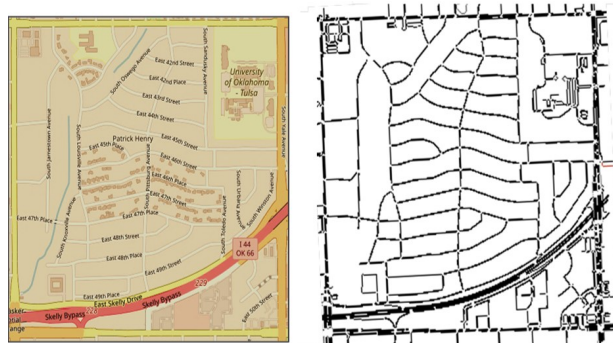 East 42nd Street
South Sandusky Avenue
South Oswego Avenue
East 42nd Place
University
of Oklahoma
- Tulsa
East 43rd Street
East 44th Street
South Jamestown Avenue
South Louisville Avenue
Patrick Henry
East 45th Street
South Yale Avenue
East 45th Place
East 46th Street
South Pittsburg Avenue
East 46th Place
East 47th Street
South Urbana Avenue
South Winston Avenue
East 47th Place
East 47th Place
South Knoxville Avenue
South Toledo Avenue
East 48th Street
I 44
OK 66
East 48th Place
East 49th Street
229
East 49th Place
East Skelly Drive
Skelly Bypass
228
Skelly Bypass
East 50th Street
ange